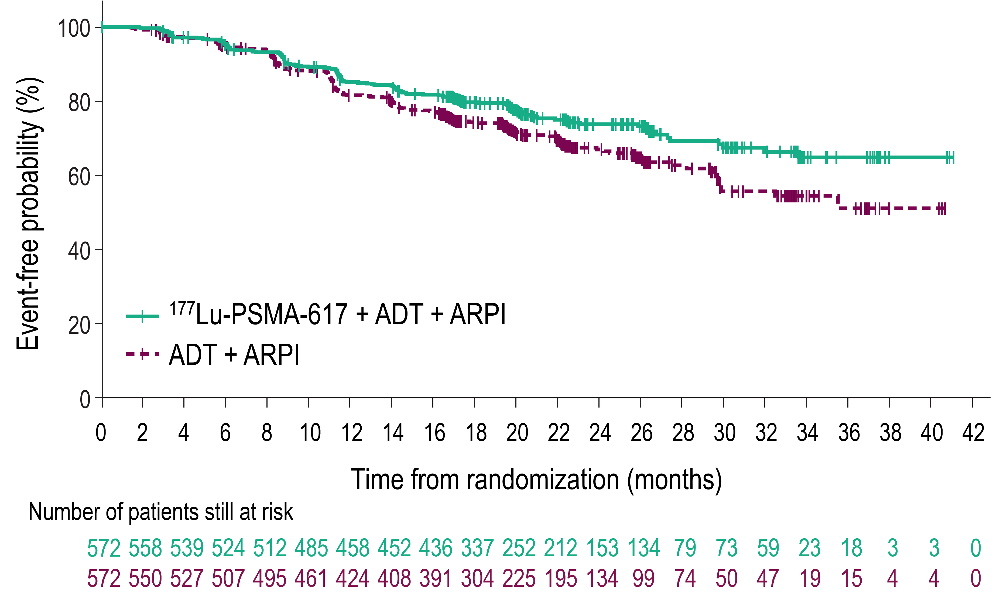 Event-free probability (%)
100
80
60
40
20
0
¹⁷⁷Lu-PSMA-617 + ADT + ARPI
ADT + ARPI
0 2 4 6 8 10 12 14 16 18 20 22 24 26 28 30 32 34 36 38 40 42
Time from randomization (months)
Number of patients still at risk
572 558 539 524 512 485 458 452 436 337 252 212 153 134 79 73 59 23 18 3 3 0
572 550 527 507 495 461 424 408 391 304 225 195 134 99 74 50 47 19 15 4 4 0